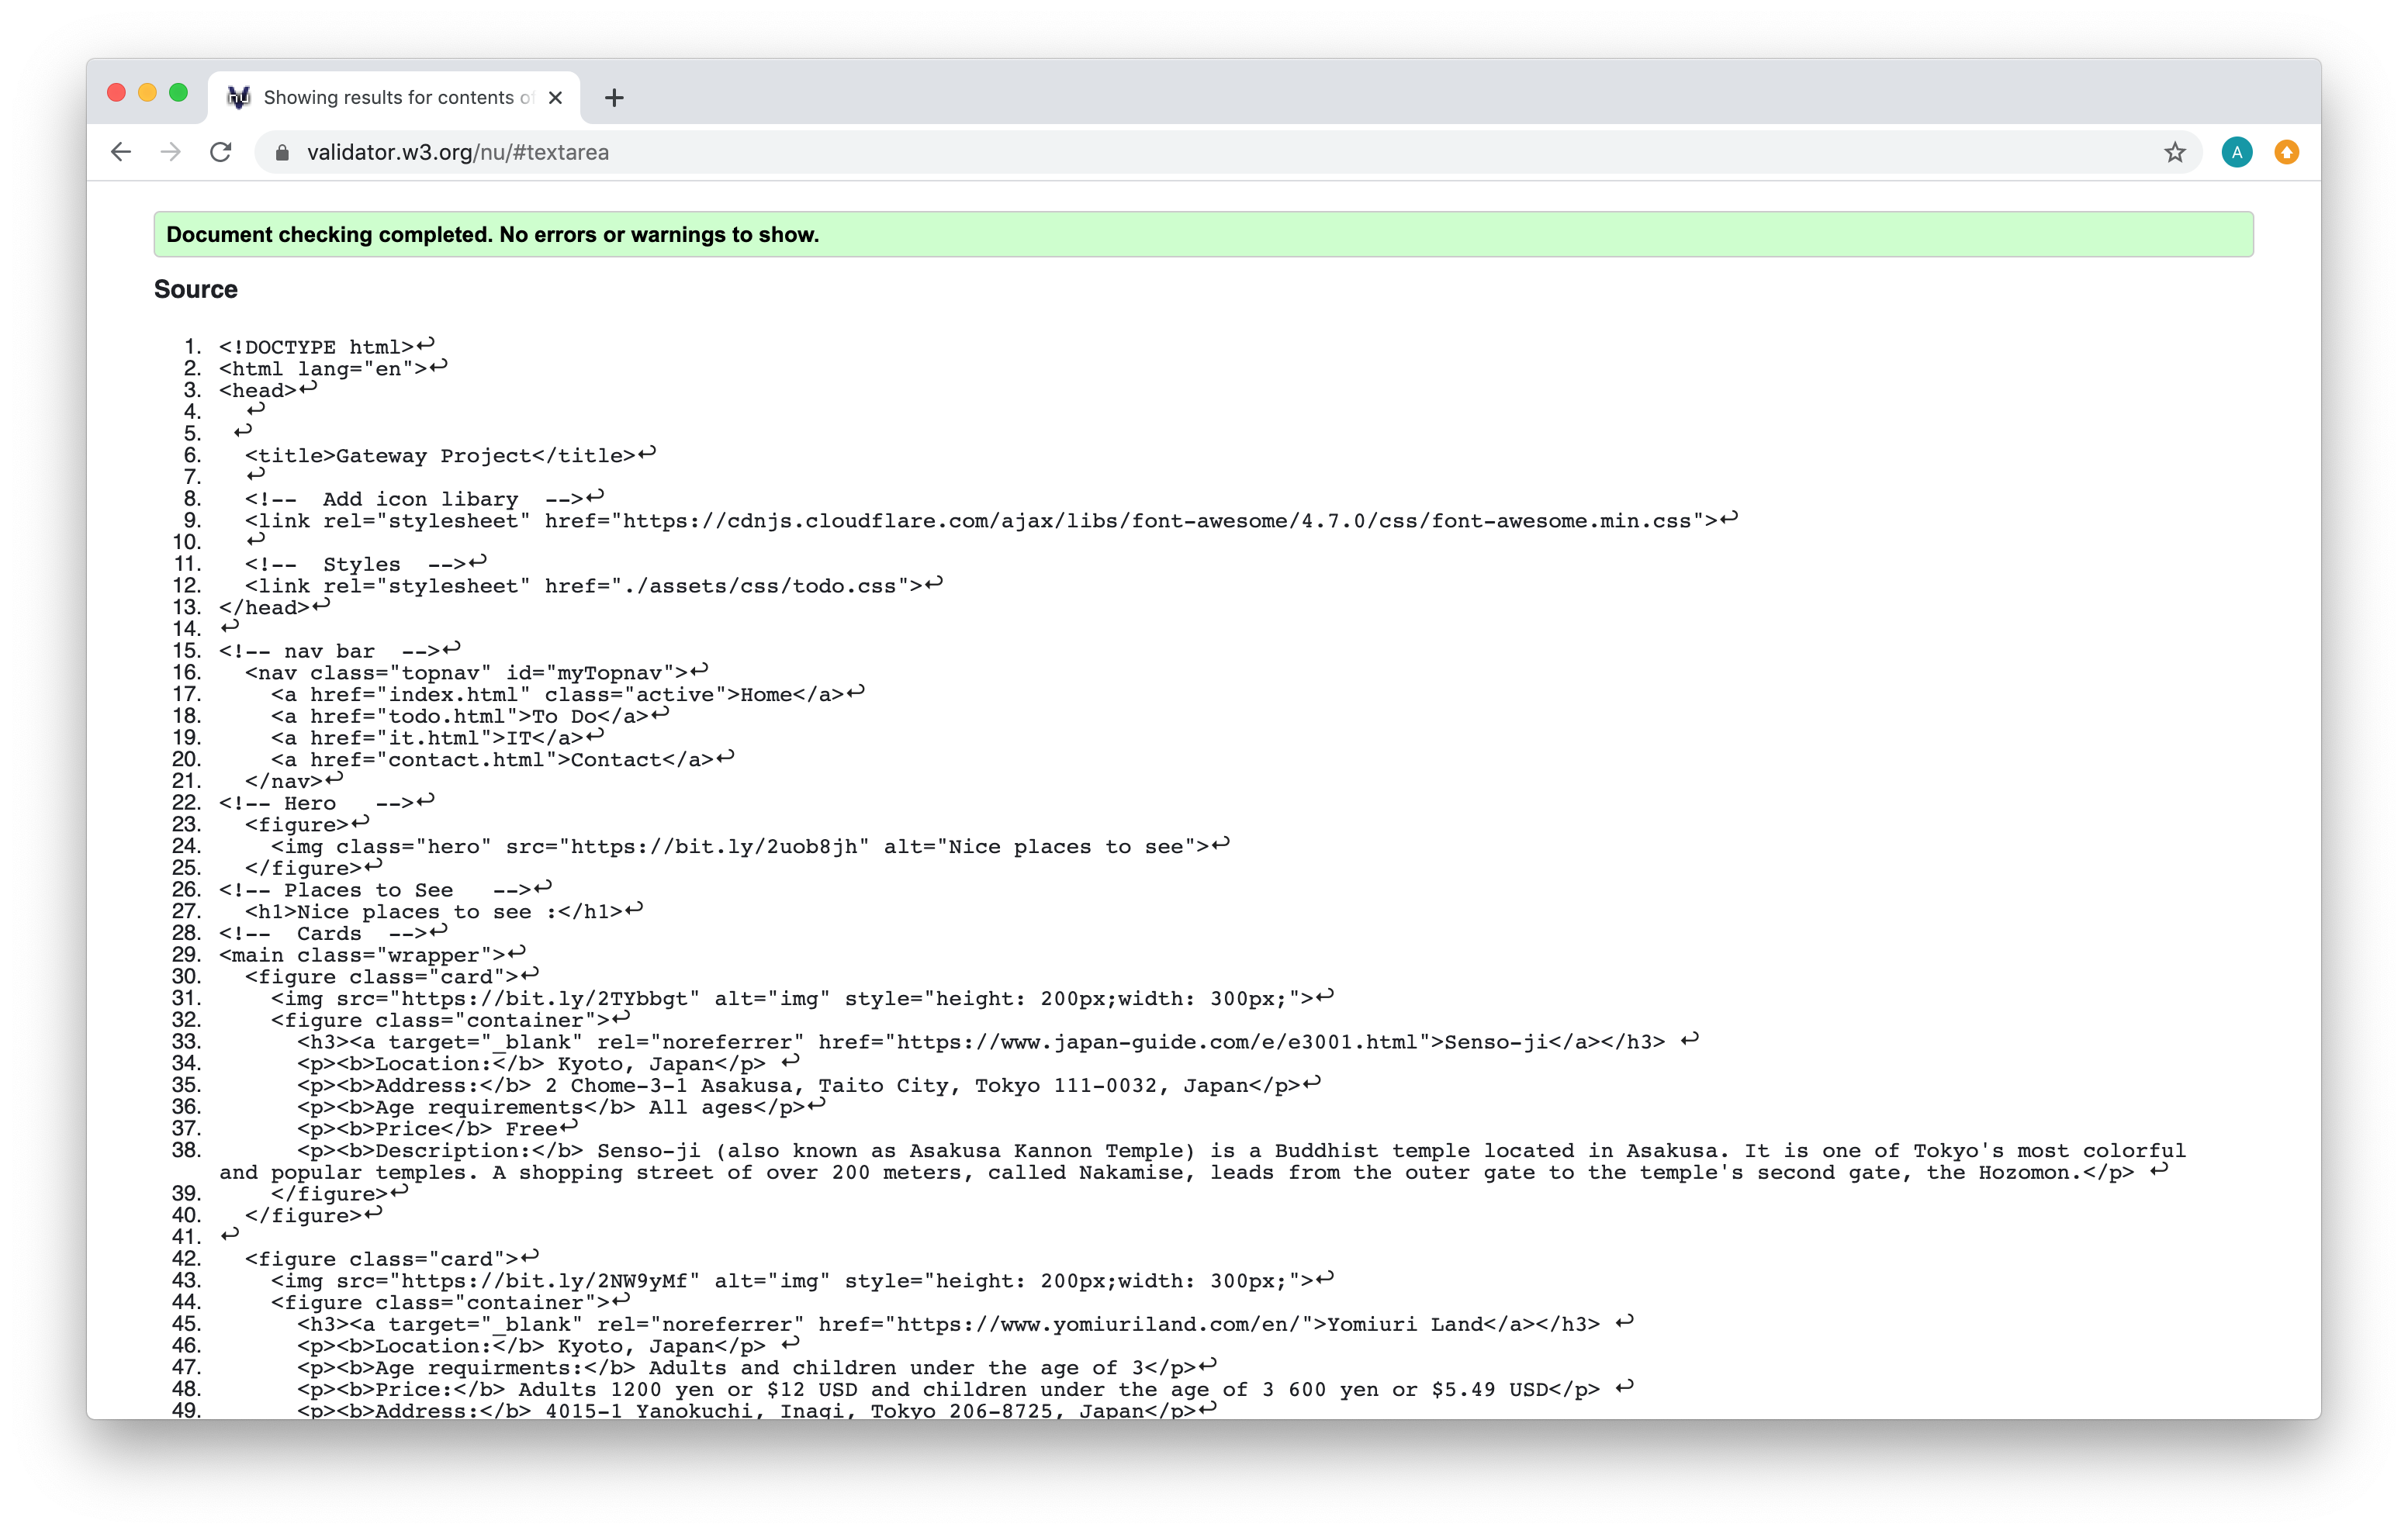 Showing results for contents of
validator.w3.org/nu/#textarea
A
Document checking completed. No errors or warnings to show.
Source
1. <!DOCTYPE html>↩
2. <html lang="en">↩
3. <head>↩
4.   ↩
5.  ↩
6.   <title>Gateway Project</title>↩
7.   ↩
8.   <!--  Add icon libary  -->↩
9.   <link rel="stylesheet" href="https://cdnjs.cloudflare.com/ajax/libs/font-awesome/4.7.0/css/font-awesome.min.css">↩
10.   ↩
11.   <!--  Styles  -->↩
12.   <link rel="stylesheet" href="./assets/css/todo.css">↩
13. </head>↩
14. ↩
15. <!-- nav bar  -->↩
16.   <nav class="topnav" id="myTopnav">↩
17.     <a href="index.html" class="active">Home</a>↩
18.     <a href="todo.html">To Do</a>↩
19.     <a href="it.html">IT</a>↩
20.     <a href="contact.html">Contact</a>↩
21.   </nav>↩
22. <!-- Hero   -->↩
23.   <figure>↩
24.     <img class="hero" src="https://bit.ly/2uob8jh" alt="Nice places to see">↩
25.   </figure>↩
26. <!-- Places to See   -->↩
27.   <h1>Nice places to see :</h1>↩
28. <!--  Cards  -->↩
29. <main class="wrapper">↩
30.   <figure class="card">↩
31.     <img src="https://bit.ly/2TYbbgt" alt="img" style="height: 200px;width: 300px;">↩
32.     <figure class="container">↩
33.       <h3><a target="_blank" rel="noreferrer" href="https://www.japan-guide.com/e/e3001.html">Senso-ji</a></h3> ↩
34.       <p><b>Location:</b> Kyoto, Japan</p> ↩
35.       <p><b>Address:</b> 2 Chome-3-1 Asakusa, Taito City, Tokyo 111-0032, Japan</p>↩
36.       <p><b>Age requirements</b> All ages</p>↩
37.       <p><b>Price</b> Free↩
38.       <p><b>Description:</b> Senso-ji (also known as Asakusa Kannon Temple) is a Buddhist temple located in Asakusa. It is one of Tokyo's most colorful
and popular temples. A shopping street of over 200 meters, called Nakamise, leads from the outer gate to the temple's second gate, the Hozomon.</p> ↩
39.     </figure>↩
40.   </figure>↩
41. ↩
42.   <figure class="card">↩
43.     <img src="https://bit.ly/2NW9yMf" alt="img" style="height: 200px;width: 300px;">↩
44.     <figure class="container">↩
45.       <h3><a target="_blank" rel="noreferrer" href="https://www.yomiuriland.com/en/">Yomiuri Land</a></h3> ↩
46.       <p><b>Location:</b> Kyoto, Japan</p> ↩
47.       <p><b>Age requirments:</b> Adults and children under the age of 3</p>↩
48.       <p><b>Price:</b> Adults 1200 yen or $12 USD and children under the age of 3 600 yen or $5.49 USD</p> ↩
49.       <p><b>Address:</b> 4015-1 Yanokuchi, Inagi, Tokyo 206-8725, Japan</p>↩